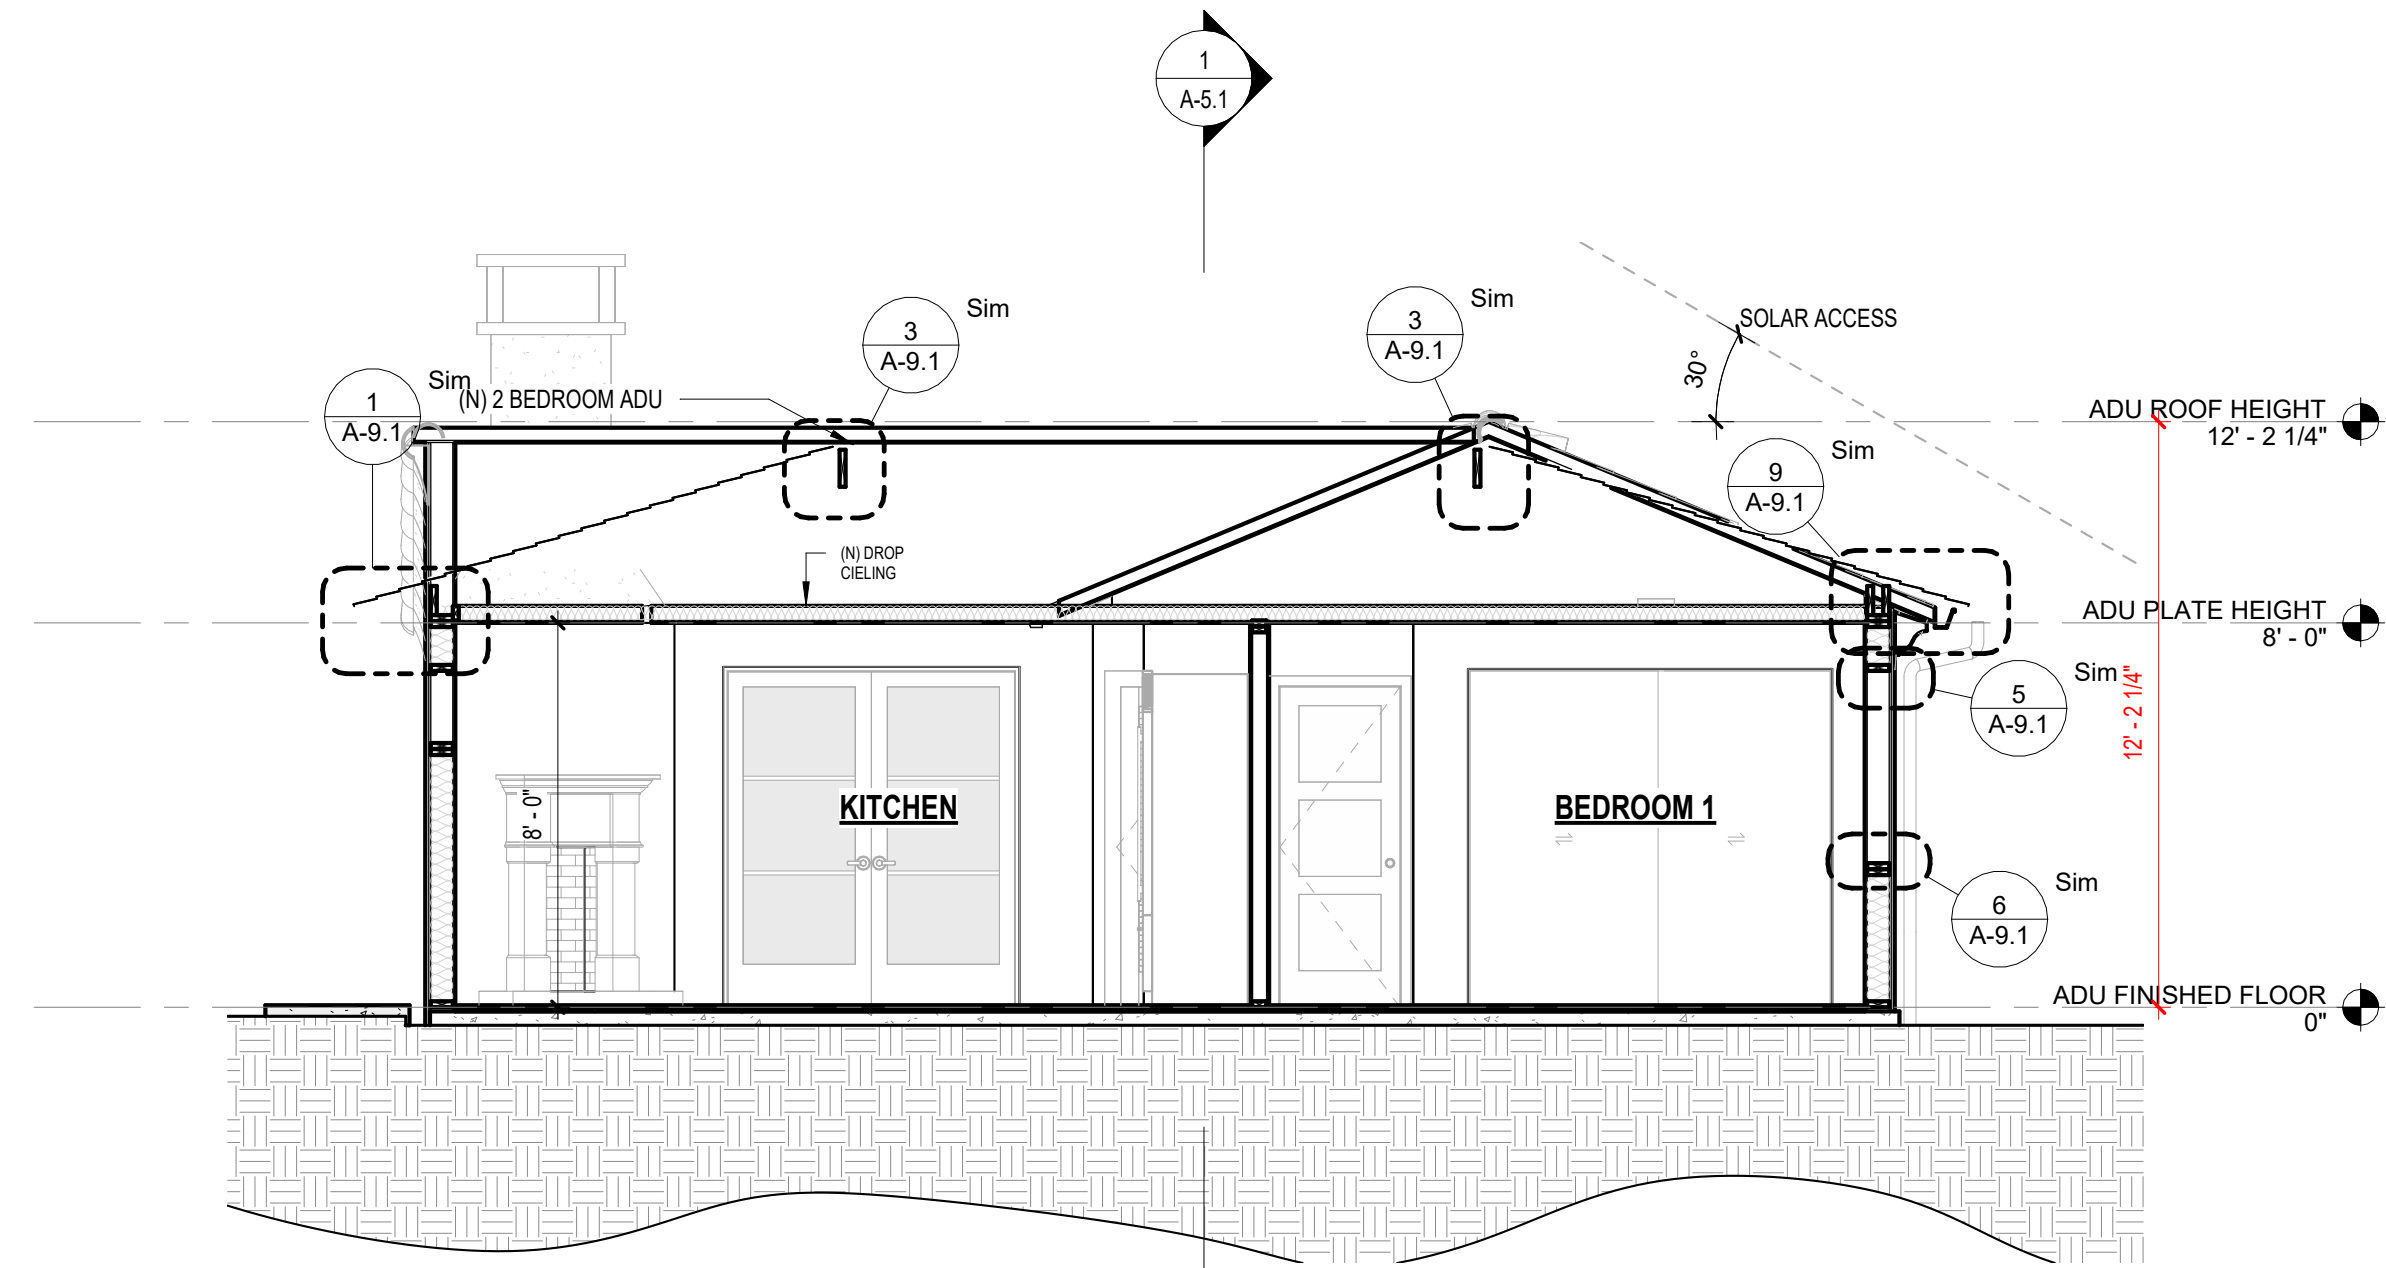 1
A-5.1
Sim
3
A-9.1
Sim
3
A-9.1
SOLAR ACCESS
30°
Sim
1
A-9.1
(N) 2 BEDROOM ADU
ADU ROOF HEIGHT
12' - 2 1/4"
Sim
9
A-9.1
(N) DROP
CIELING
ADU PLATE HEIGHT
8' - 0"
Sim
5
A-9.1
12' - 2 1/4"
8' - 0"
KITCHEN
BEDROOM 1
Sim
6
A-9.1
ADU FINISHED FLOOR
0"